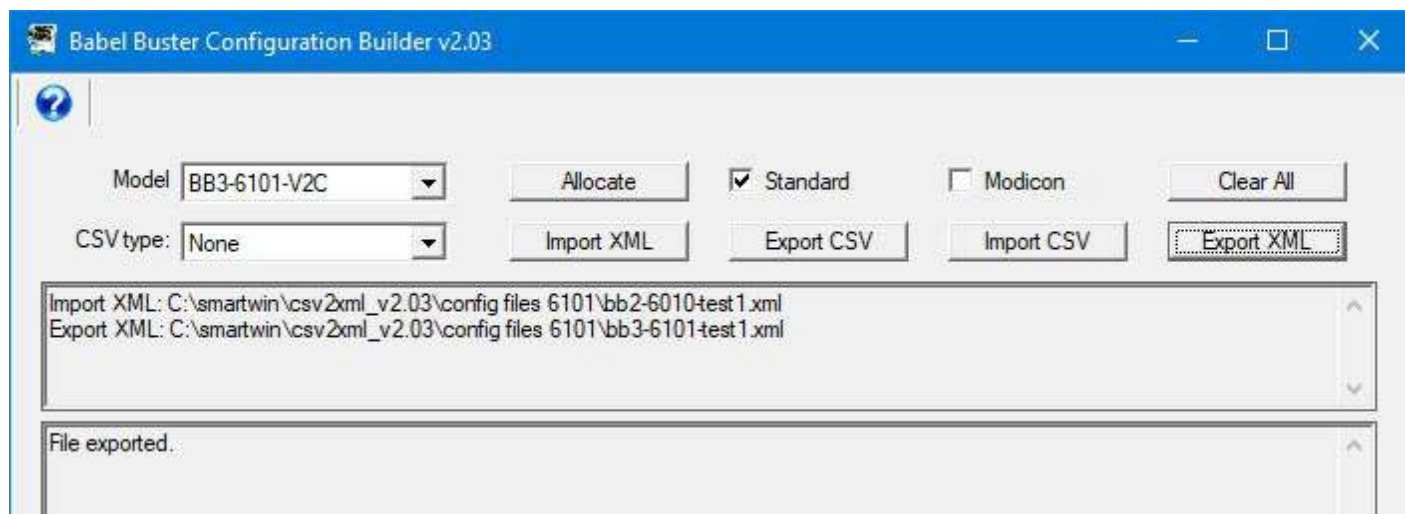 Babel Buster Configuration Builder v2.03
Model BB3-6101-V2C Allocate Standard Modicon Clear All
CSV type: None Import XML Export CSV Import CSV Export XML
Import XML: C:\smartwin\csv2xml_v2.03\config files 6101\bb2-6010-test1.xml
Export XML: C:\smartwin\csv2xml_v2.03\config files 6101\bb3-6101-test1.xml
File exported.